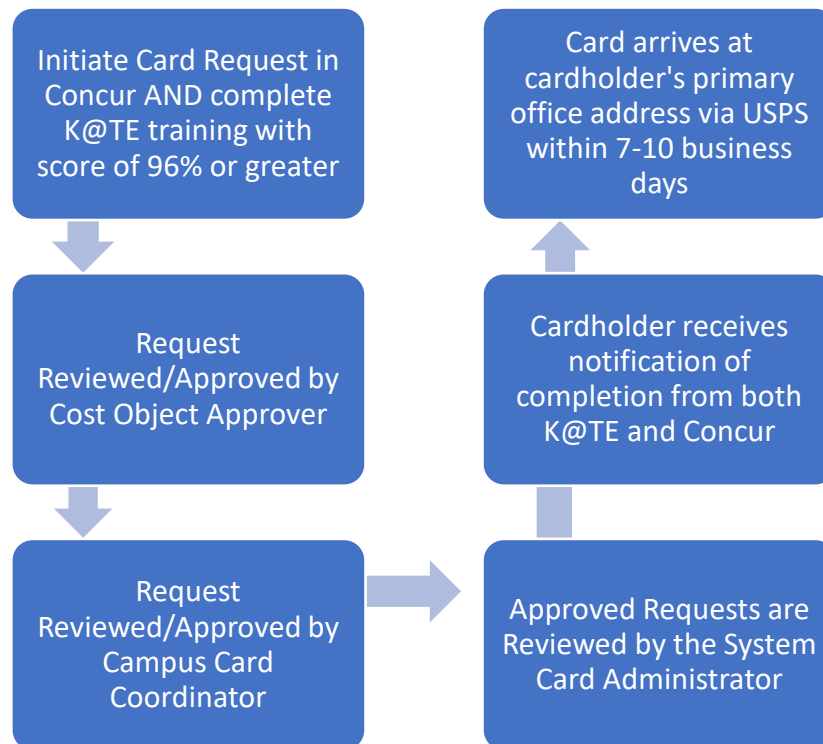 Initiate Card Request in
Concur AND complete
K@TE training with
score of 96% or greater
Request
Reviewed/Approved by
Cost Object Approver
Request
Reviewed/Approved by
Campus Card
Coordinator
Approved Requests are
Reviewed by the System
Card Administrator
Cardholder receives
notification of
completion from both
K@TE and Concur
Card arrives at
cardholder's primary
office address via USPS
within 7-10 business
days